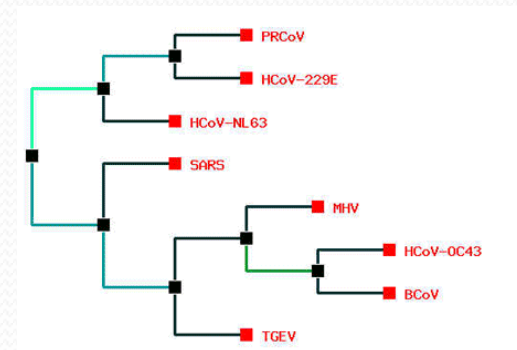 PRCoV
HCoV-229E
HCoV-NL63
SARS
MHV
HCoV-OC43
BCoV
TGEV